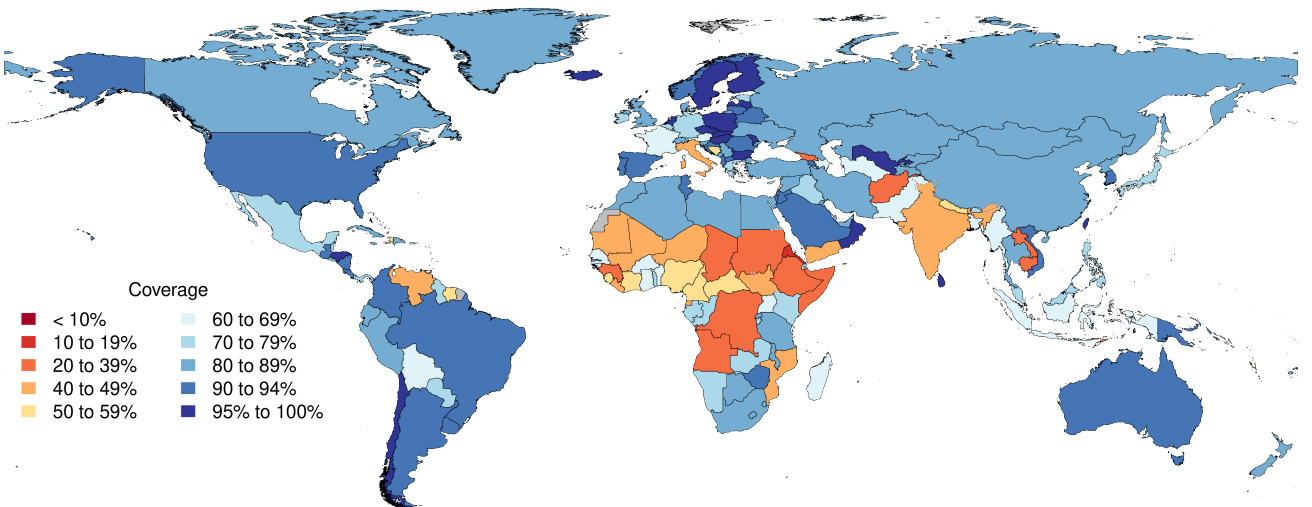 Coverage
< 10%
10 to 19%
20 to 39%
40 to 49%
50 to 59%
60 to 69%
70 to 79%
80 to 89%
90 to 94%
95% to 100%